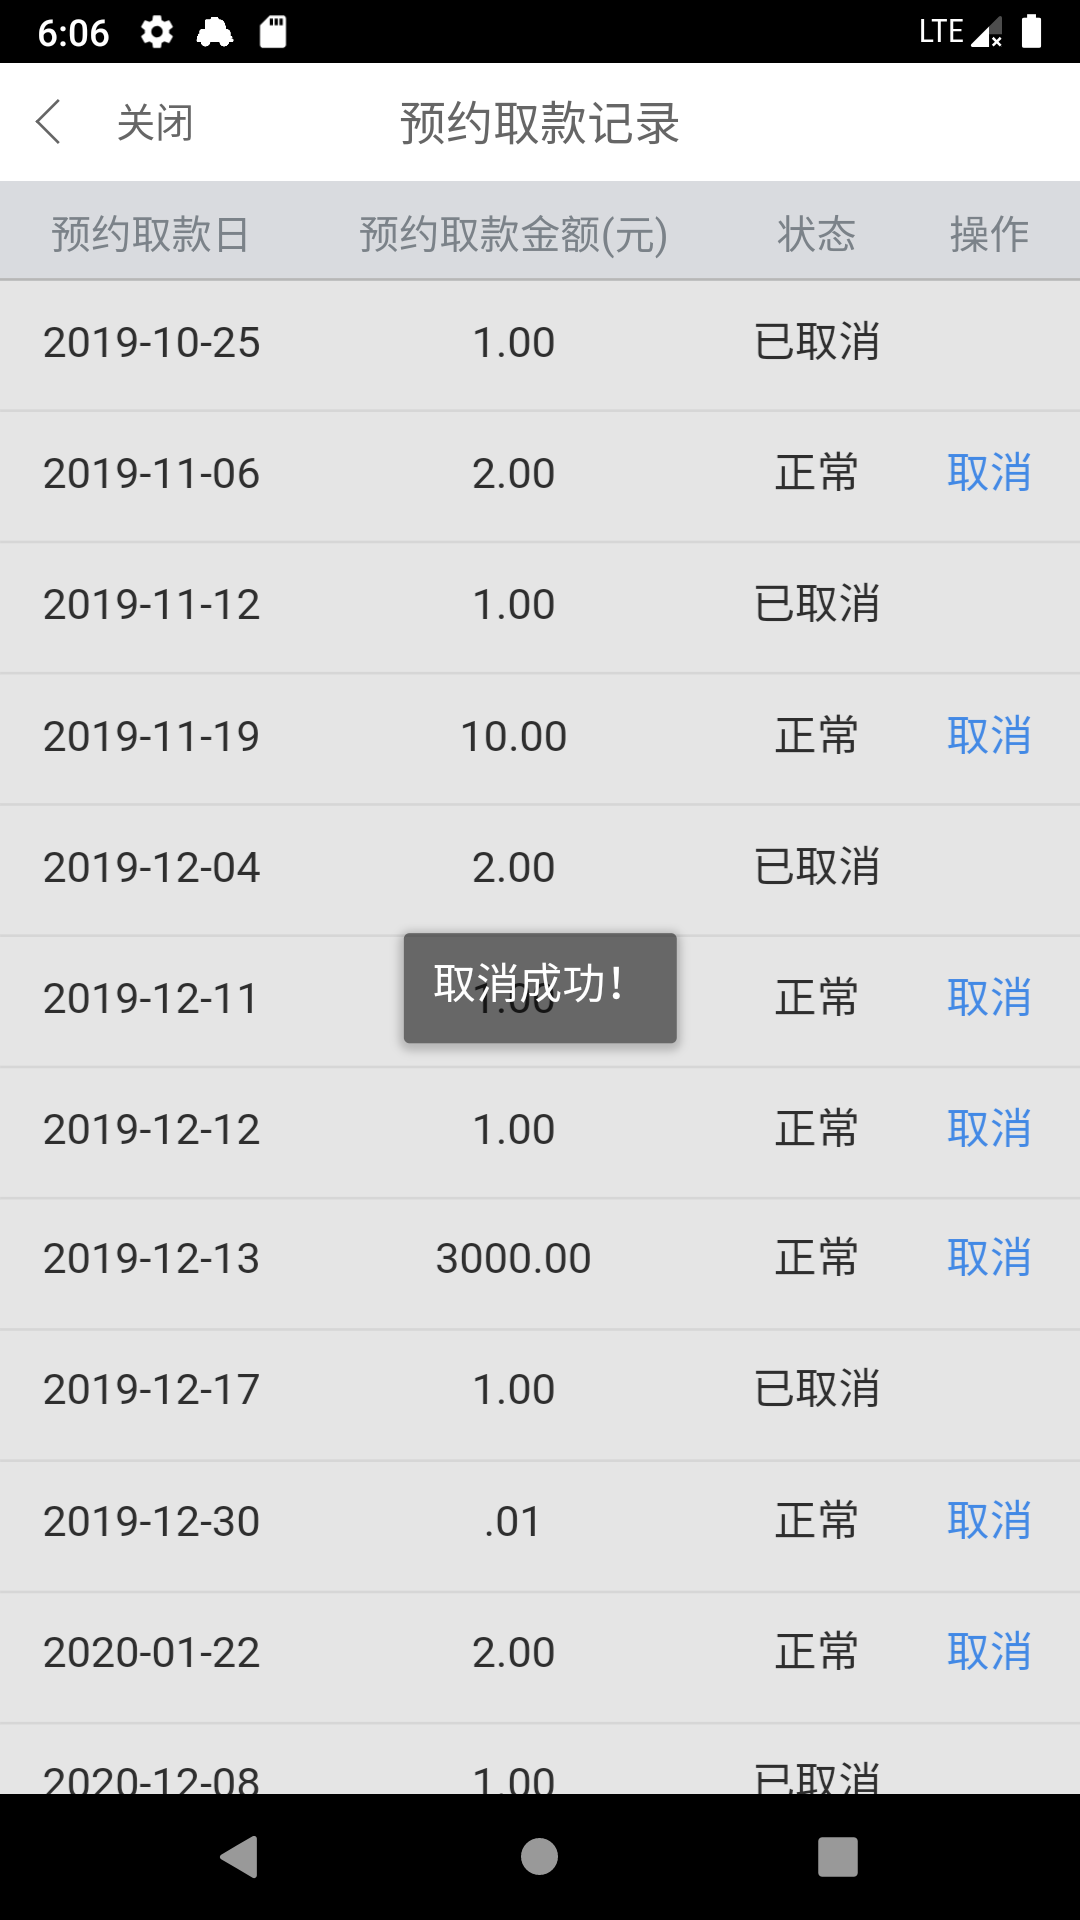 6:06 LTE
关闭 预约取款记录
预约取款日 预约取款金额(元) 状态 操作
2019-10-25 1.00 已取消
2019-11-06 2.00 正常 取消
2019-11-12 1.00 已取消
2019-11-19 10.00 正常 取消
2019-12-04 2.00 已取消
2019-12-11 1.00 正常 取消
取消成功!
2019-12-12 1.00 正常 取消
2019-12-13 3000.00 正常 取消
2019-12-17 1.00 已取消
2019-12-30 .01 正常 取消
2020-01-22 2.00 正常 取消
2020-12-08 1.00 已取消